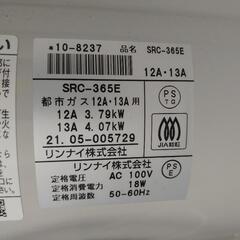 *10-8237 品名 SRC-365E
12A・13A
SRC-365E
都市ガス12A・13A用
12A 3.79kW
13A 4.07kW
21.05-005729
リンナイ株式会社
PS
TG
JIA認証
リンナイ株式会社
定格電圧 AC 100V
定格消費電力 18W
定格周波数 50-60Hz
PS
E